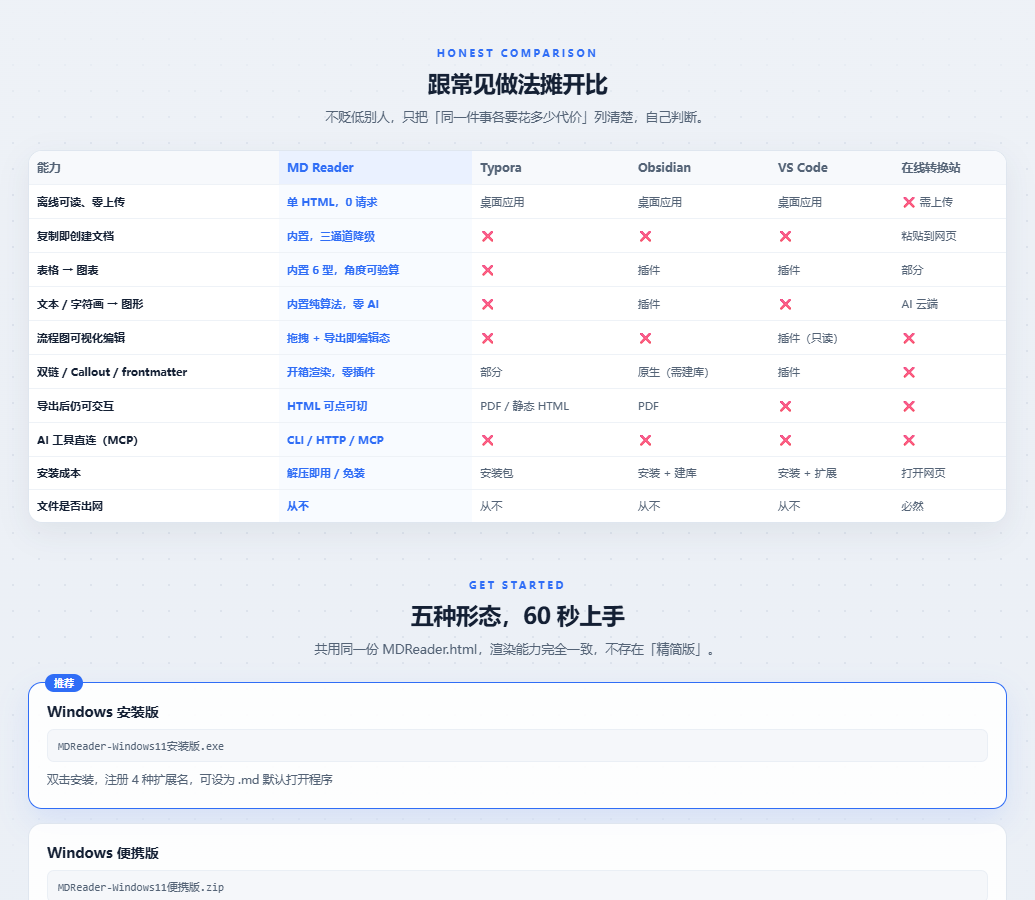 HONEST COMPARISON
跟常见做法摊开比
不贬低别人，只把「同一件事各要花多少代价」列清楚，自己判断。
能力 MD Reader Typora Obsidian VS Code 在线转换站
离线可读、零上传 单 HTML，0 请求 桌面应用 桌面应用 桌面应用 ❌ 需上传
复制即创建文档 内置，三通道降级 ❌ ❌ ❌ 粘贴到网页
表格 → 图表 内置 6 型，角度可验算 ❌ 插件 插件 部分
文本 / 字符画 → 图形 内置纯算法，零 AI ❌ 插件 ❌ AI 云端
流程图可视化编辑 拖拽 + 导出即编辑态 ❌ ❌ 插件（只读） ❌
双链 / Callout / frontmatter 开箱渲染，零插件 部分 原生（需建库） 插件 ❌
导出后仍可交互 HTML 可点可切 PDF / 静态 HTML PDF ❌ ❌
AI 工具直连（MCP） CLI / HTTP / MCP ❌ ❌ ❌ ❌
安装成本 解压即用 / 免装 安装包 安装 + 建库 安装 + 扩展 打开网页
文件是否出网 从不 从不 从不 从不 必然
GET STARTED
五种形态，60 秒上手
共用同一份 MDReader.html，渲染能力完全一致，不存在「精简版」。
推荐
Windows 安装版
MDReader-Windows11安装版.exe
双击安装，注册 4 种扩展名，可设为 .md 默认打开程序
Windows 便携版
MDReader-Windows11便携版.zip